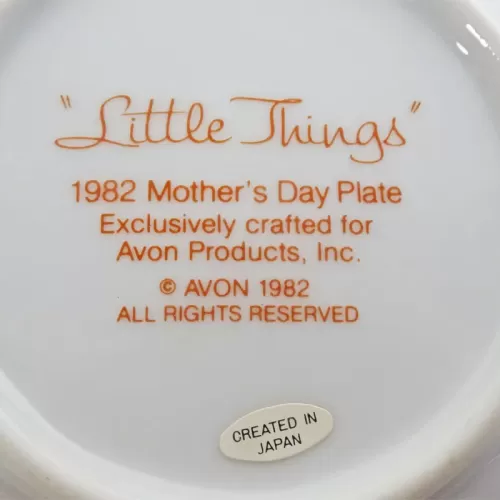 "Little Things"
1982 Mother's Day Plate
Exclusively crafted for
Avon Products, Inc.
© AVON 1982
ALL RIGHTS RESERVED
CREATED IN
JAPAN